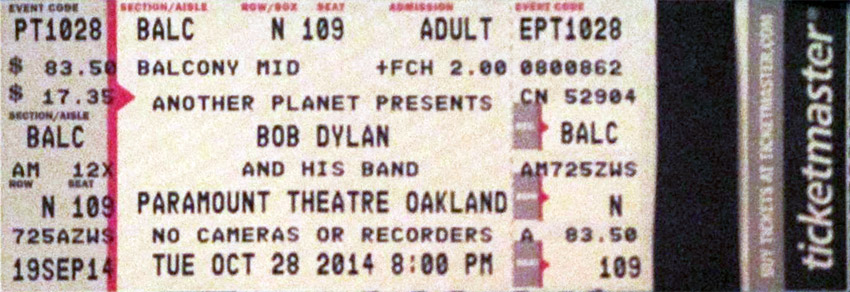 EVENT CODE SECTION/AISLE ROW/BOX SEAT ADMISSION EVENT CODE
PT1028 BALC N 109 ADULT EPT1028
$ 83.50 BALCONY MID +FCH 2.00 0800862
$ 17.35 ANOTHER PLANET PRESENTS CN 52904
SECTION/AISLE
BALC BOB DYLAN BALC
AM 12X AND HIS BAND AM725ZWS
ROW SEAT
N 109 PARAMOUNT THEATRE OAKLAND N
725AZWS NO CAMERAS OR RECORDERS A 83.50
19SEP14 TUE OCT 28 2014 8:00 PM 109
BUY TICKETS AT TICKETMASTER.COM
ticketmaster®